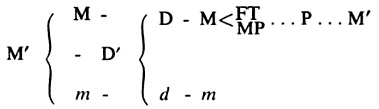 M - D - M< FT
MP ... P ... M′
M′ - D′
m - d - m